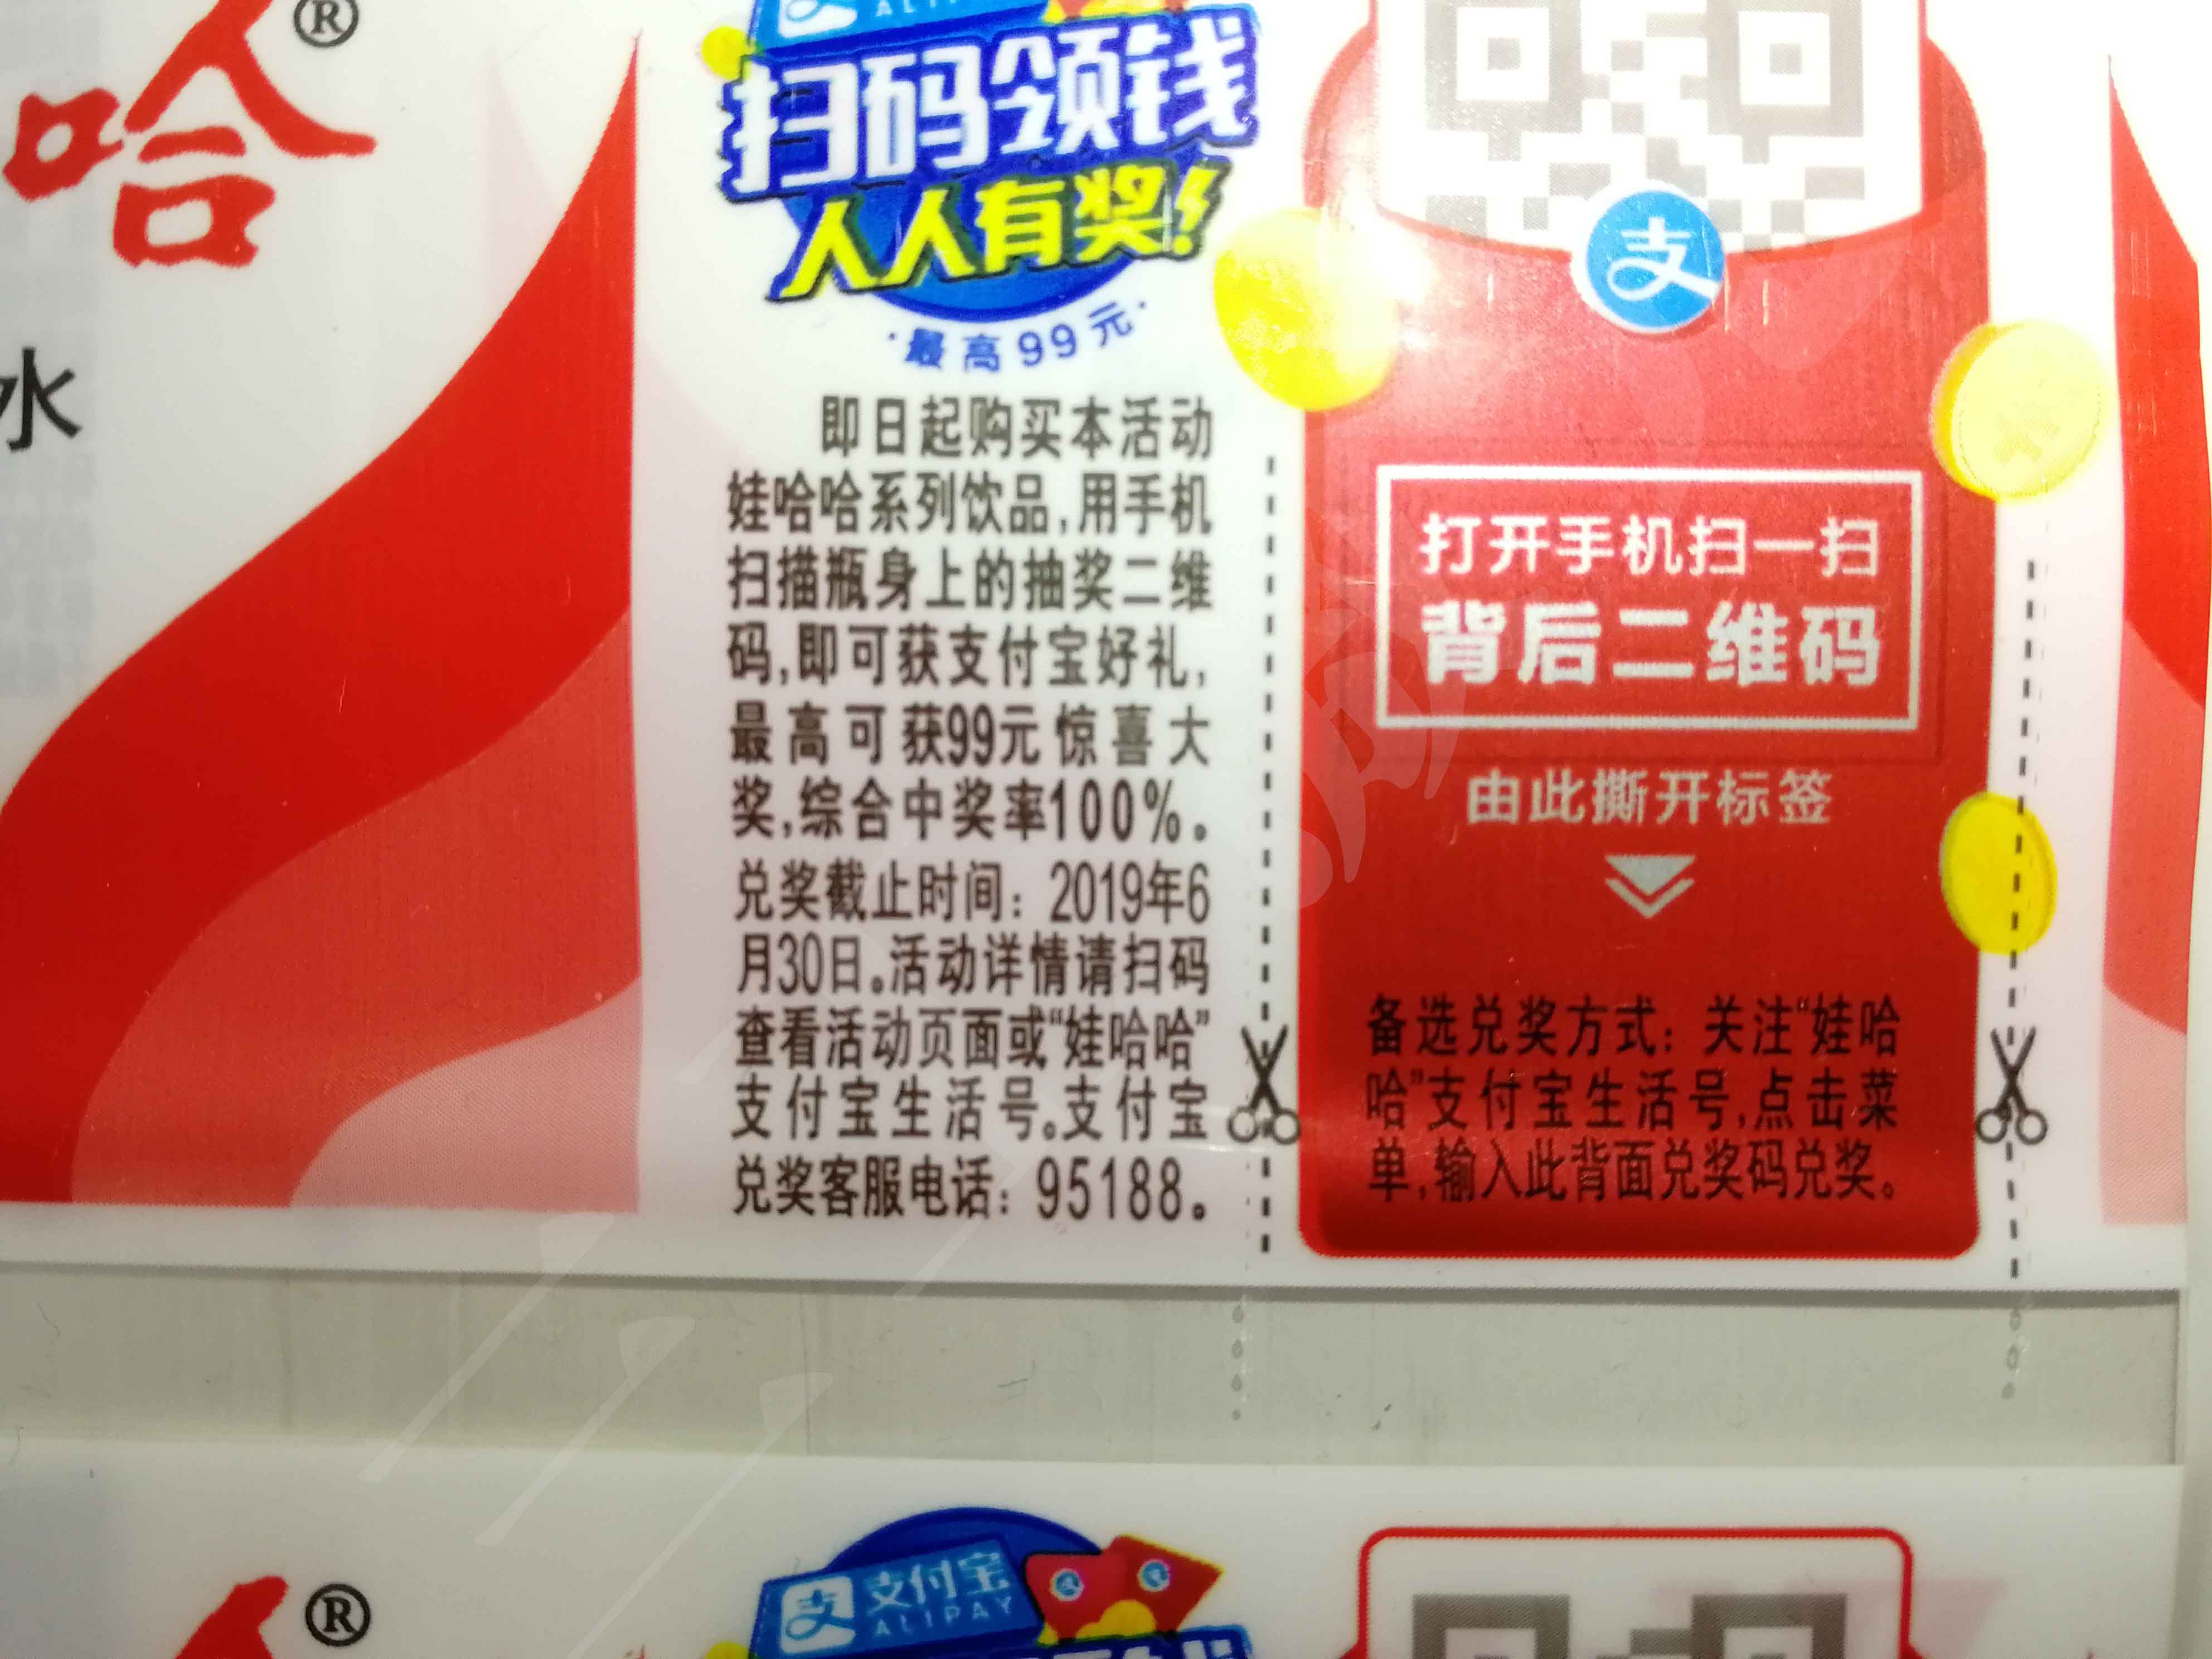 哈®
水
扫码领钱
人人有奖!
·最高99元·
即日起购买本活动
娃哈哈系列饮品,用手机
扫描瓶身上的抽奖二维
码,即可获支付宝好礼,
最高可获99元惊喜大
奖,综合中奖率100%。
兑奖截止时间：2019年6
月30日。活动详情请扫码
查看活动页面或“娃哈哈”
支付宝生活号。支付宝
兑奖客服电话：95188。
支
打开手机扫一扫
背后二维码
由此撕开标签
备选兑奖方式：关注“娃哈
哈”支付宝生活号,点击菜
单,输入此背面兑奖码兑奖。
®
支 支付宝
ALIPAY